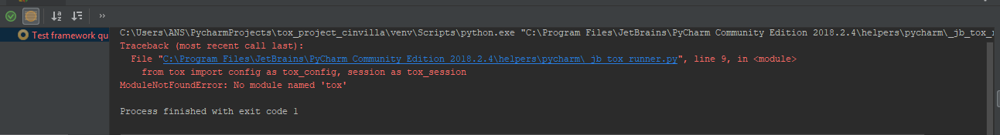 Test framework qu
C:\Users\ANS\PycharmProjects\tox_project_cinvilla\venv\Scripts\python.exe "C:\Program Files\JetBrains\PyCharm Community Edition 2018.2.4\helpers\pycharm\_jb_tox_r
Traceback (most recent call last):
File "C:\Program Files\JetBrains\PyCharm Community Edition 2018.2.4\helpers\pycharm\_jb_tox_runner.py", line 9, in <module>
from tox import config as tox_config, session as tox_session
ModuleNotFoundError: No module named 'tox'
Process finished with exit code 1